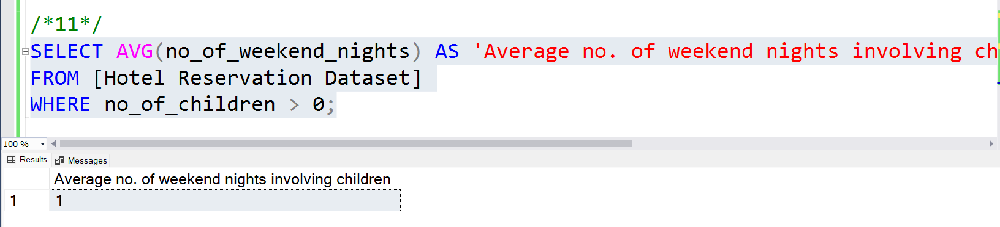 /*11*/
SELECT AVG(no_of_weekend_nights) AS 'Average no. of weekend nights involving ch
FROM [Hotel Reservation Dataset]
WHERE no_of_children > 0;
100 %
Results Messages
Average no. of weekend nights involving children
1 1